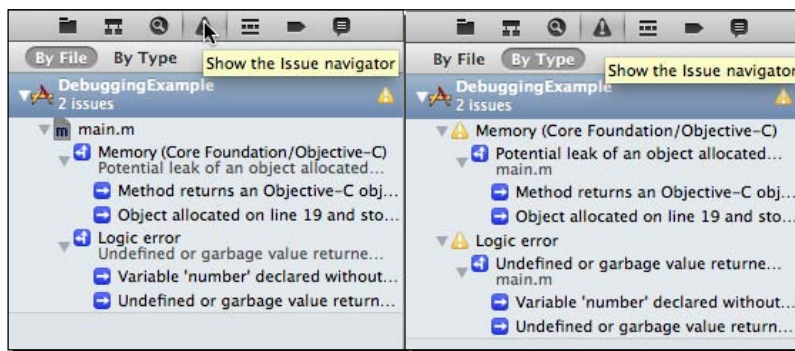 By File By Type
Show the Issue navigator
DebuggingExample
2 issues
m main.m
Memory (Core Foundation/Objective-C)
Potential leak of an object allocated...
Method returns an Objective-C obj...
Object allocated on line 19 and sto...
Logic error
Undefined or garbage value returne...
Variable 'number' declared without...
Undefined or garbage value return...
By File By Type
Show the Issue navigator
DebuggingExample
2 issues
Memory (Core Foundation/Objective-C)
Potential leak of an object allocated...
main.m
Method returns an Objective-C obj...
Object allocated on line 19 and sto...
Logic error
Undefined or garbage value returne...
main.m
Variable 'number' declared without...
Undefined or garbage value return...